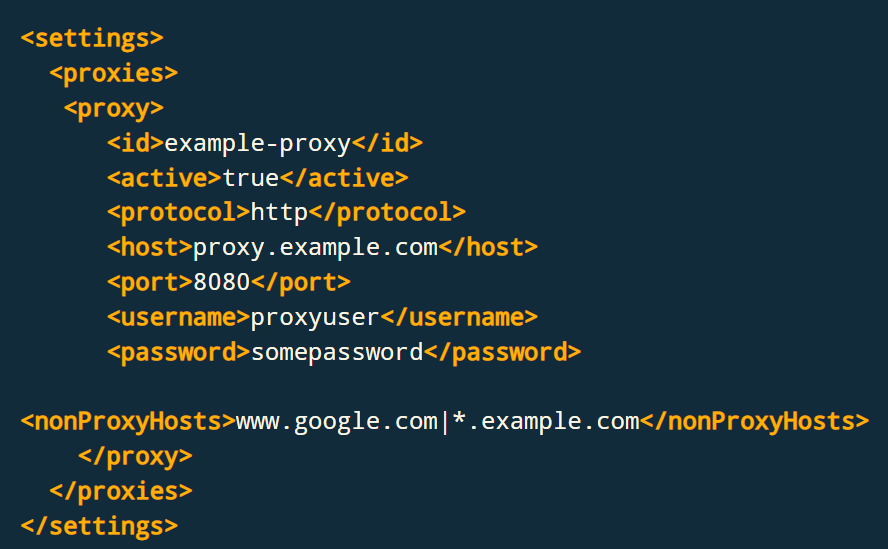 <settings>
<proxies>
<proxy>
<id>example-proxy</id>
<active>true</active>
<protocol>http</protocol>
<host>proxy.example.com</host>
<port>8080</port>
<username>proxyuser</username>
<password>somepassword</password>
<nonProxyHosts>www.google.com|*.example.com</nonProxyHosts>
</proxy>
</proxies>
</settings>